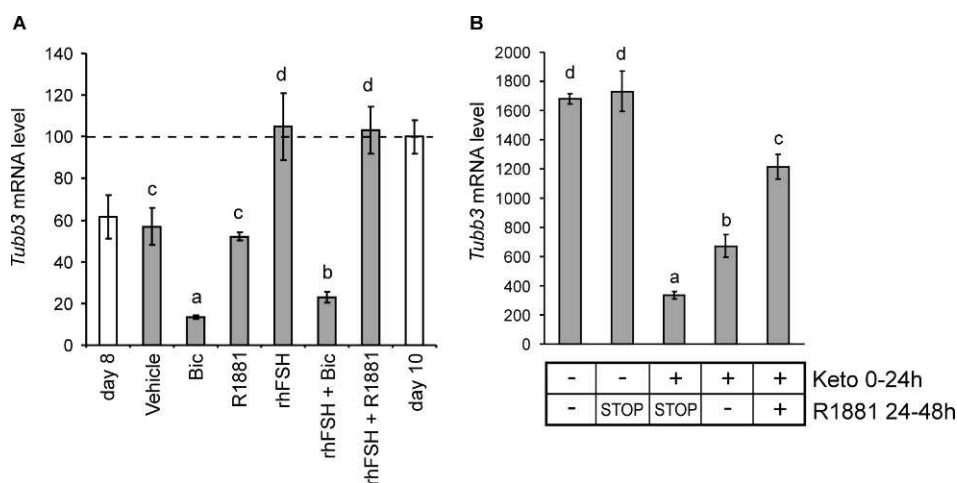 A
Tubb3 mRNA level
140
120
100
80
60
40
20
0
c
a
c
d
b
d
day 8
Vehicle
Bic
R1881
rhFSH
rhFSH + Bic
rhFSH + R1881
day 10
B
Tubb3 mRNA level
2000
1800
1600
1400
1200
1000
800
600
400
200
0
d
d
a
b
c
- - + + + Keto 0-24h
- STOP STOP - + R1881 24-48h